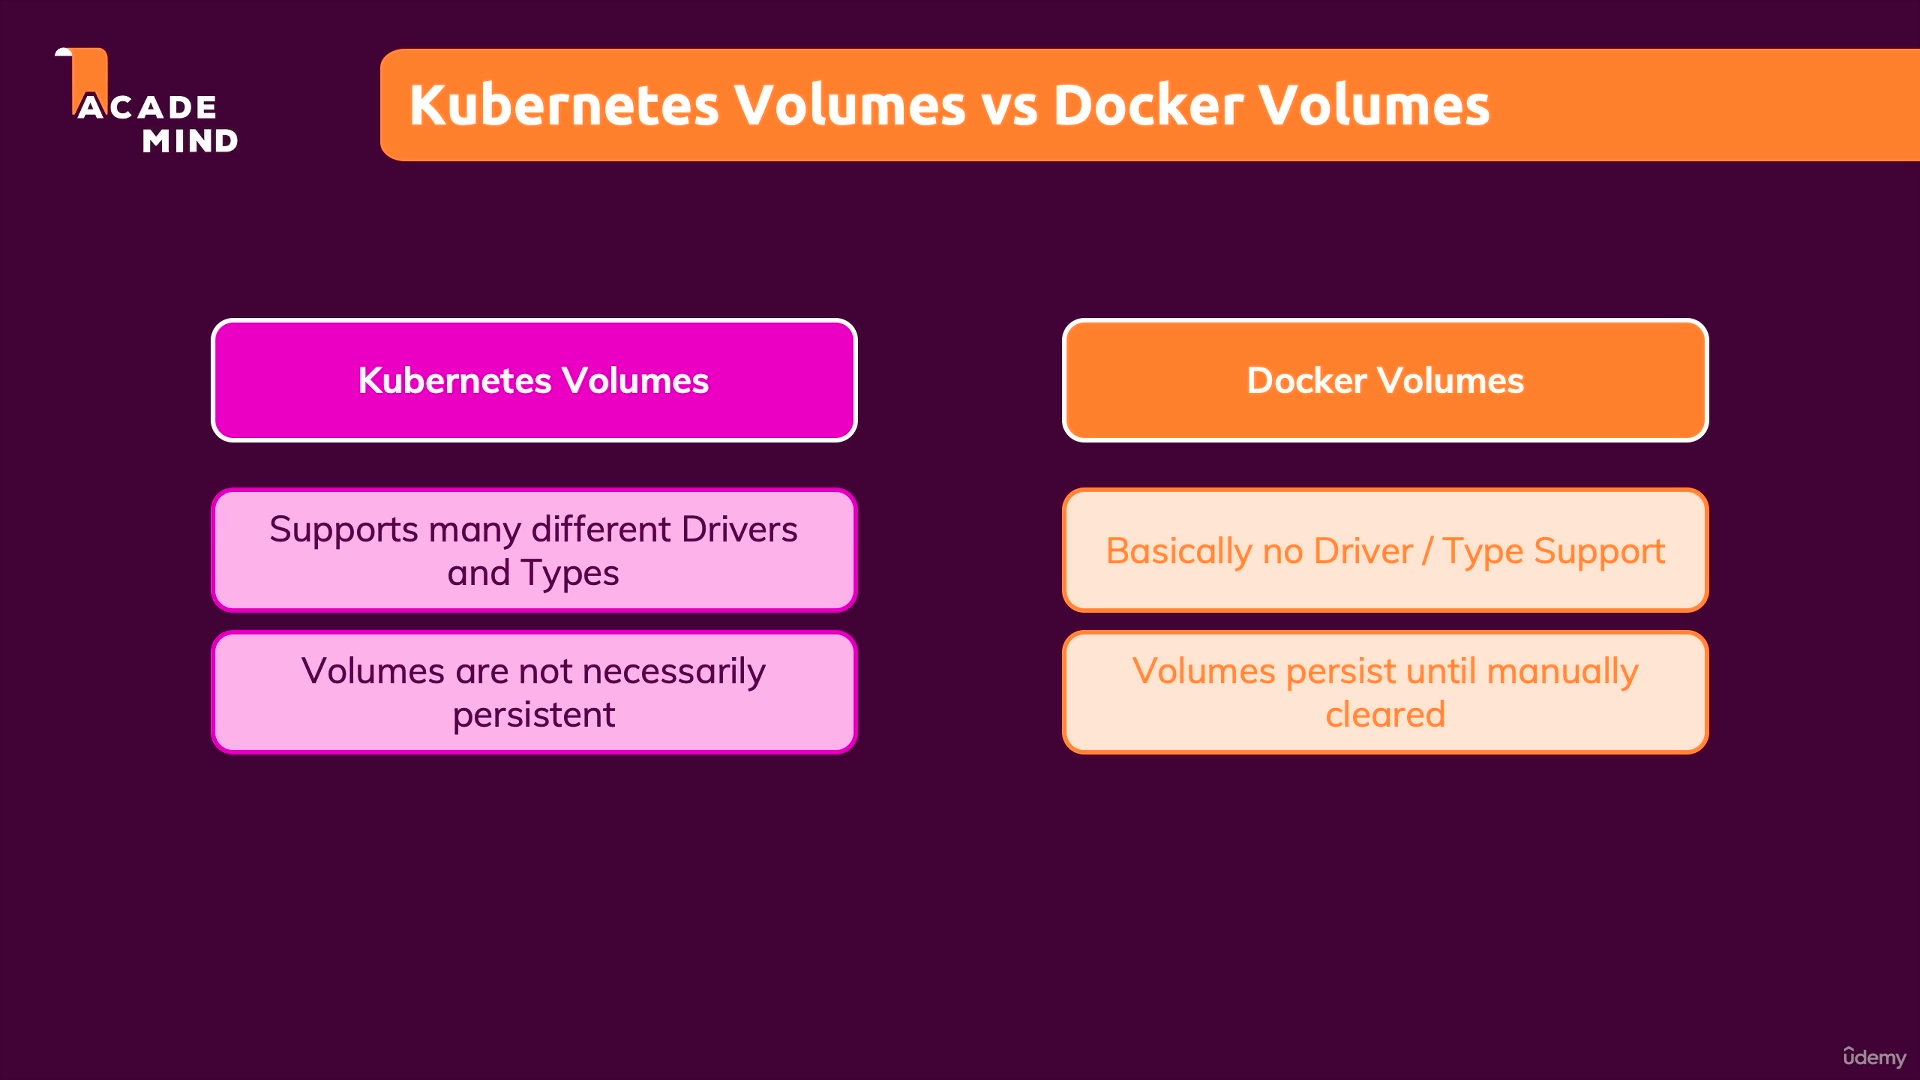 ACADE
MIND
Kubernetes Volumes vs Docker Volumes
Kubernetes Volumes
Docker Volumes
Supports many different Drivers
and Types
Basically no Driver / Type Support
Volumes are not necessarily
persistent
Volumes persist until manually
cleared
udemy